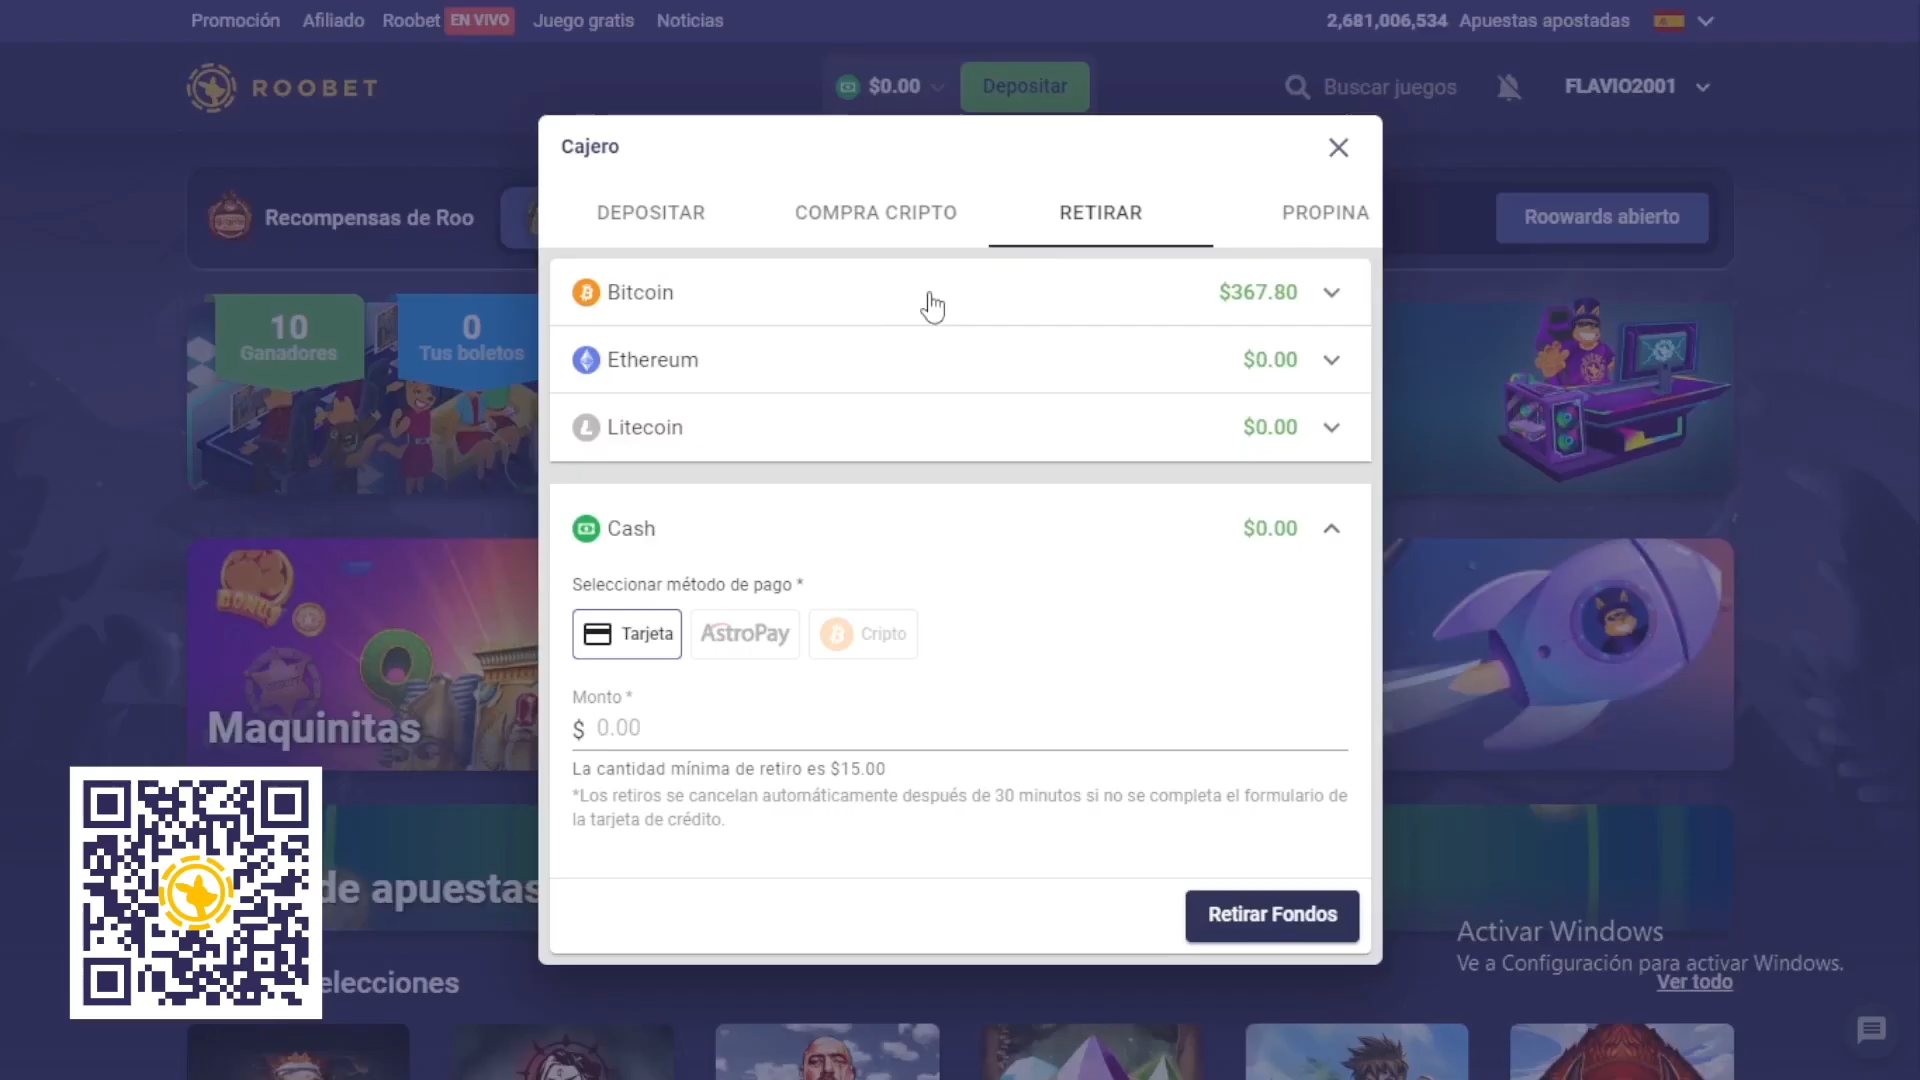 Promoción Afiliado Roobet EN VIVO Juego gratis Noticias 2,681,006,534 Apuestas apostadas
ROOBET $0.00 Depositar Buscar juegos FLAVIO2001
Cajero
DEPOSITAR COMPRA CRIPTO RETIRAR PROPINA
Recompensas de Roo Roowards abierto
Bitcoin $367.80
10 Ganadores
0 Tus boletos
Ethereum $0.00
Litecoin $0.00
Cash $0.00
Seleccionar método de pago *
Tarjeta AstroPay Cripto
BONUS
Monto *
$ 0.00
Maquinitas
La cantidad mínima de retiro es $15.00
*Los retiros se cancelan automáticamente después de 30 minutos si no se completa el formulario de
la tarjeta de crédito.
de apuestas
Retirar Fondos
Activar Windows
Ve a Configuración para activar Windows.
elecciones Ver todo